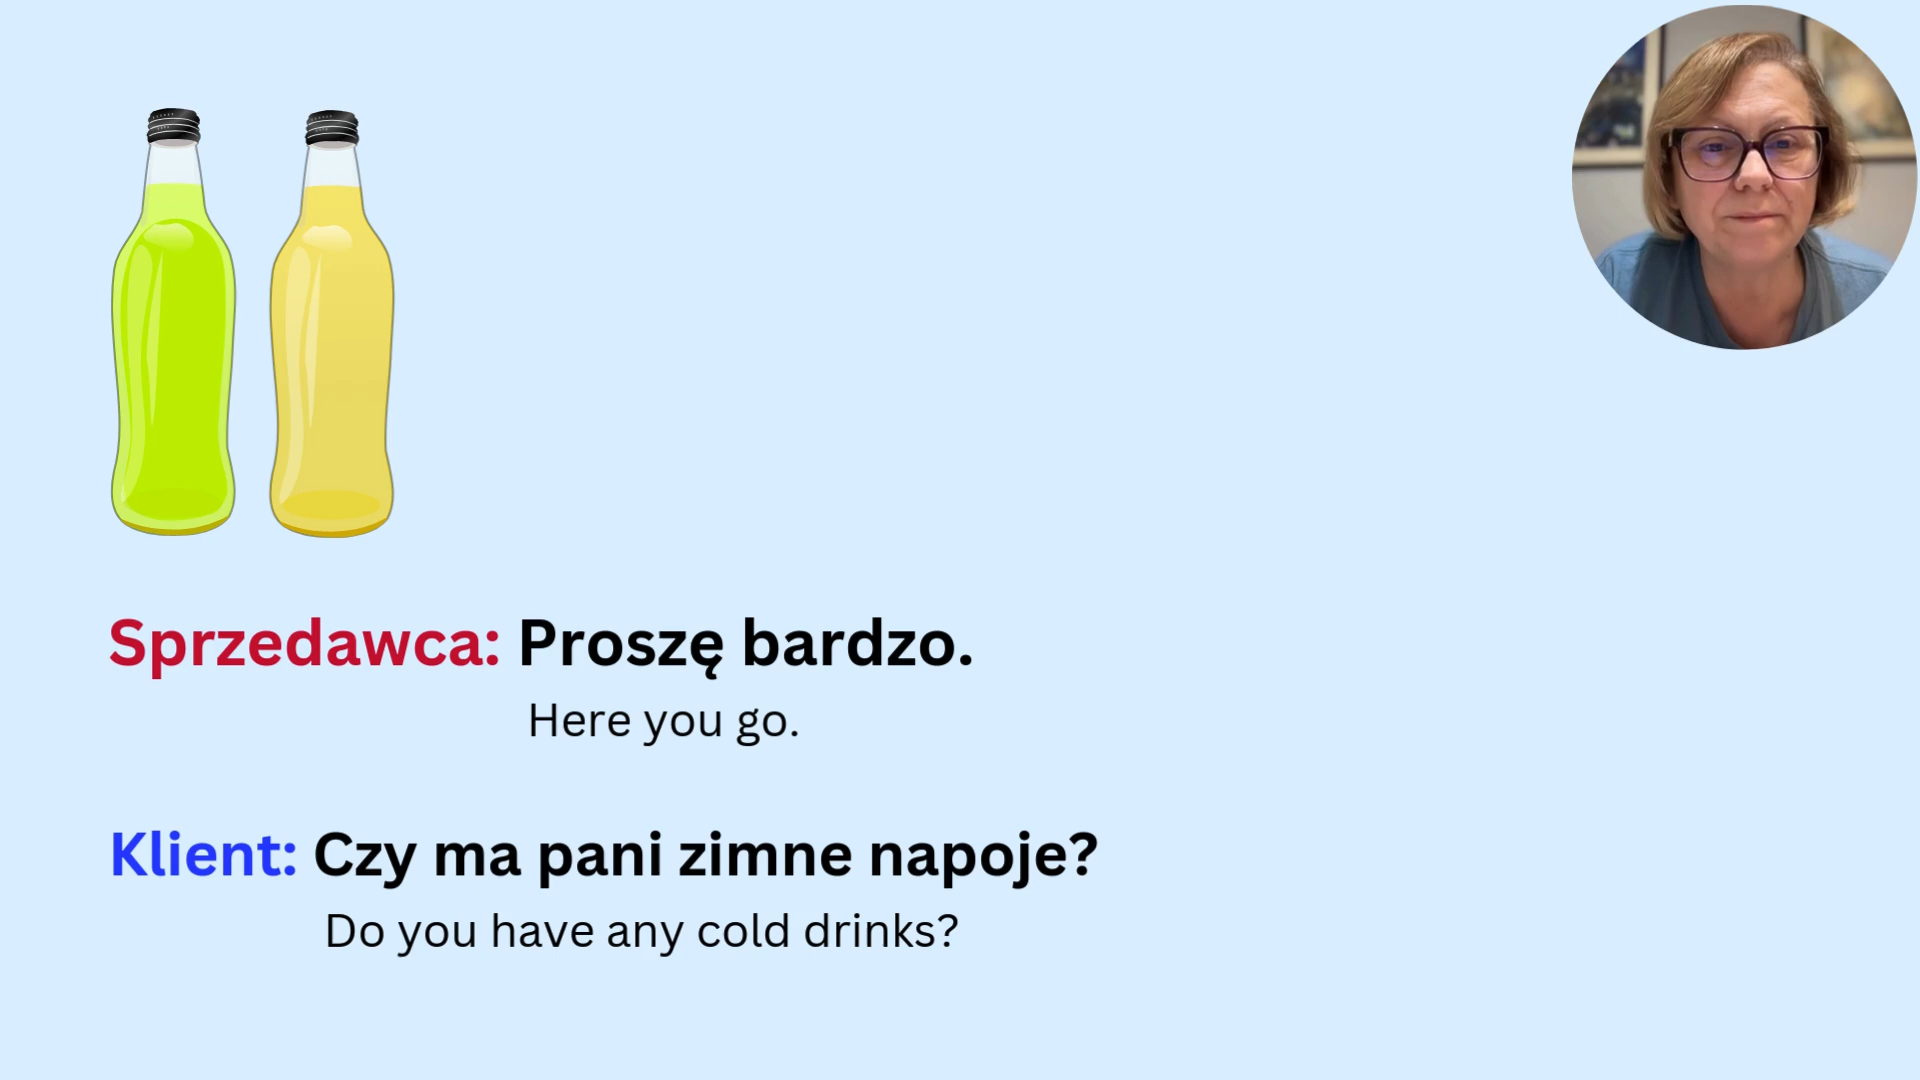 Sprzedawca: Proszę bardzo.
Here you go.
Klient: Czy ma pani zimne napoje?
Do you have any cold drinks?